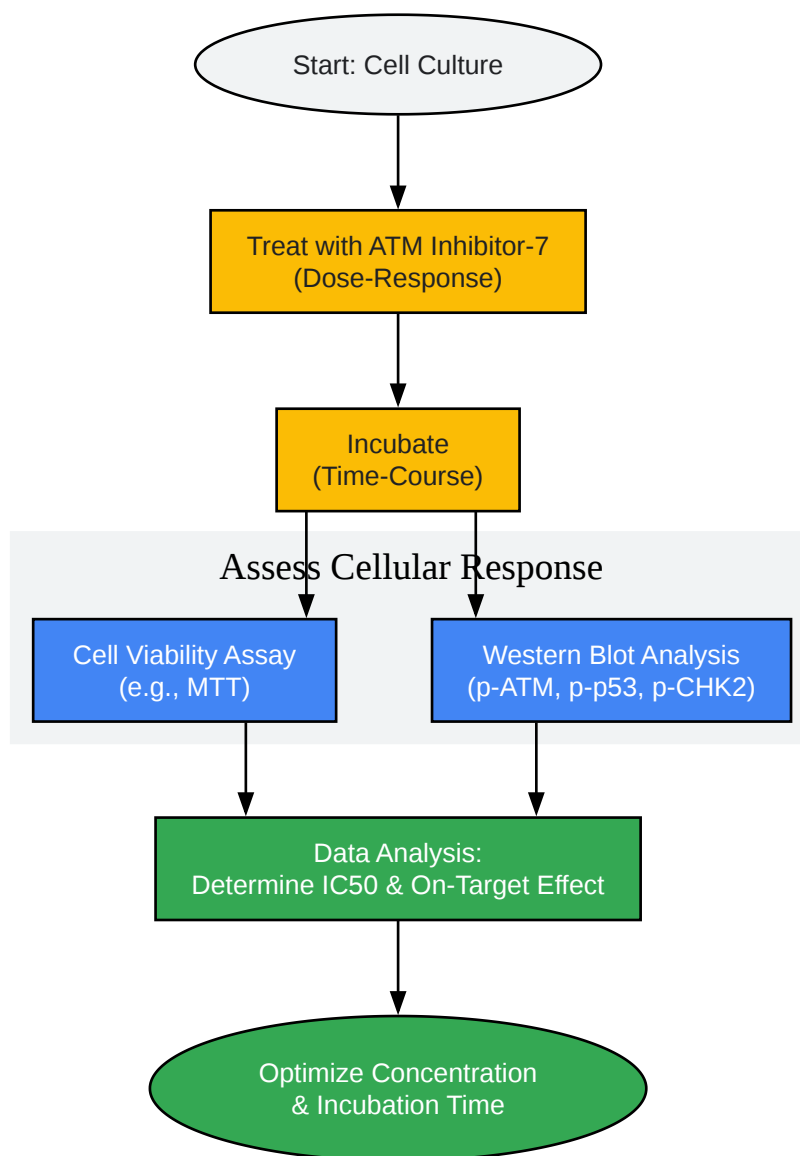 Start: Cell Culture
Treat with ATM Inhibitor-7
(Dose-Response)
Incubate
(Time-Course)
Assess Cellular Response
Cell Viability Assay
(e.g., MTT)
Western Blot Analysis
(p-ATM, p-p53, p-CHK2)
Data Analysis:
Determine IC50 & On-Target Effect
Optimize Concentration
& Incubation Time